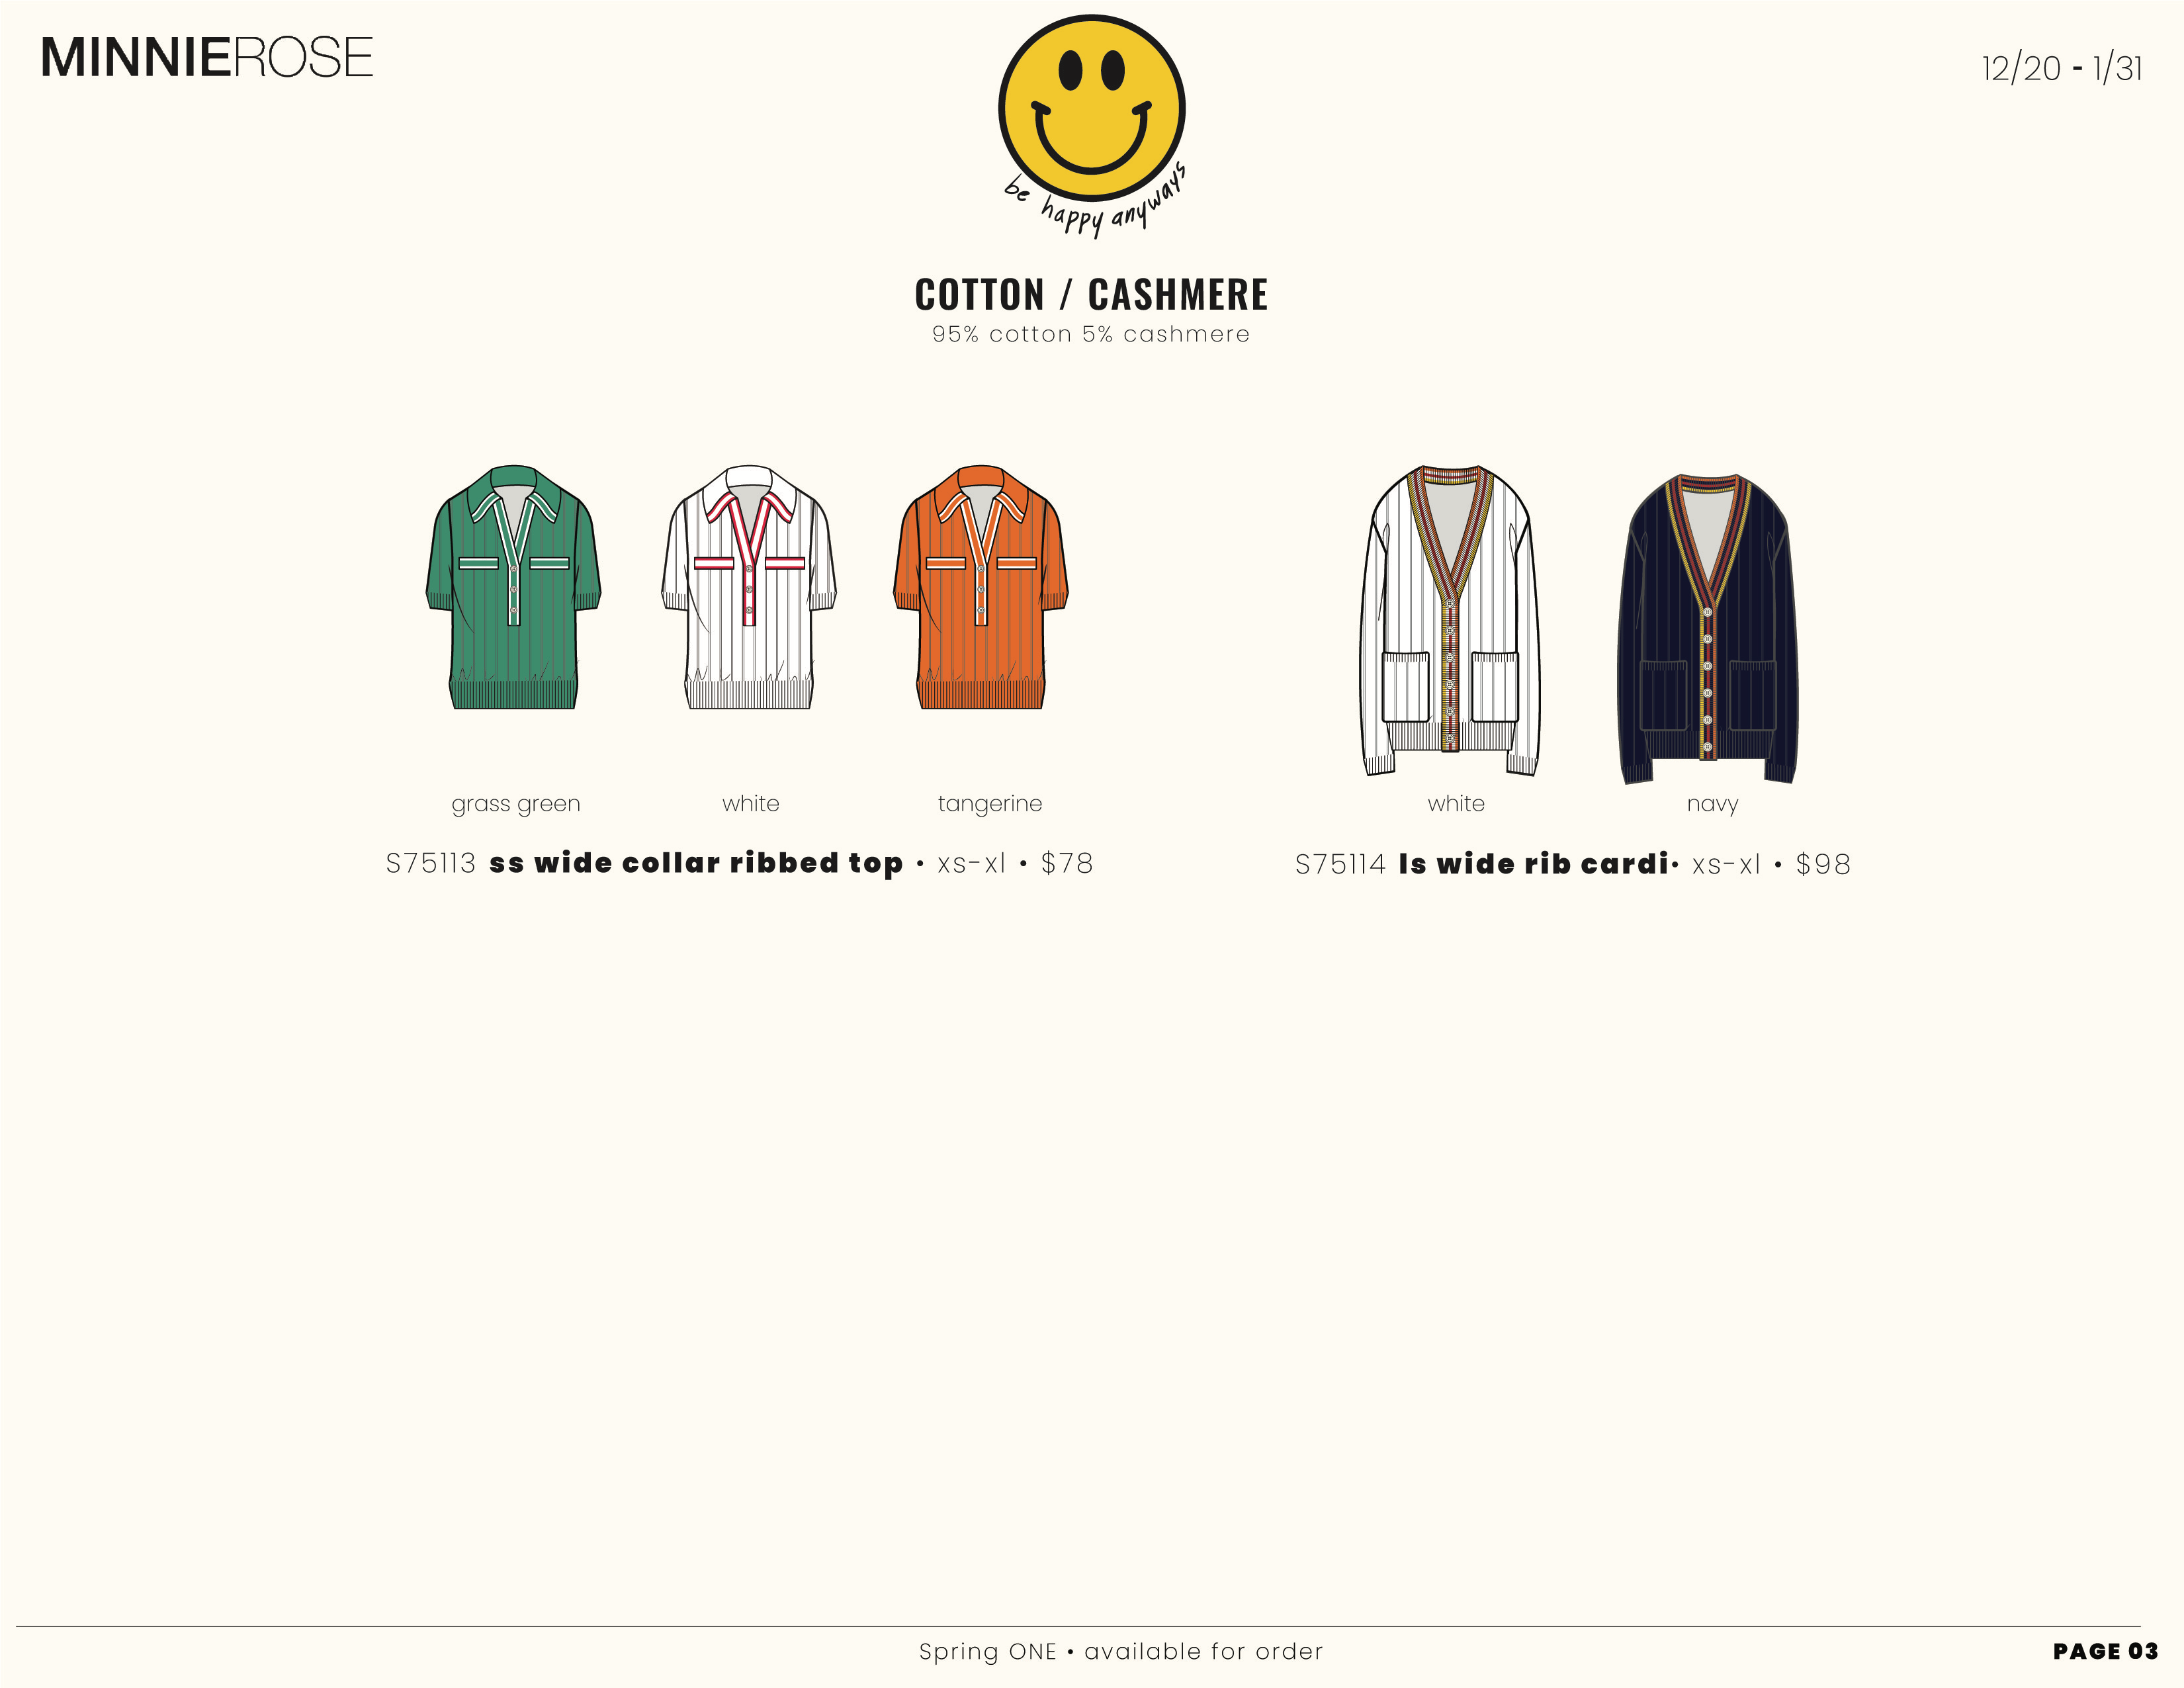 MINNIEROSE
12/20 - 1/31
be happy anyways
COTTON / CASHMERE
95% cotton 5% cashmere
grass green
white
tangerine
white
navy
S75113 ss wide collar ribbed top • xs-xl • $78
S75114 ls wide rib cardi• xs-xl • $98
Spring ONE • available for order
PAGE 03